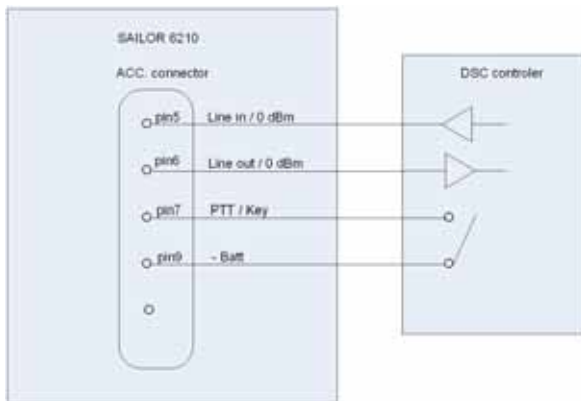 SAILOR 6210
ACC. connector
DSC controler
pin5 Line in / 0 dBm
pin6 Line out / 0 dBm
pin7 PTT / Key
pin9 - Batt